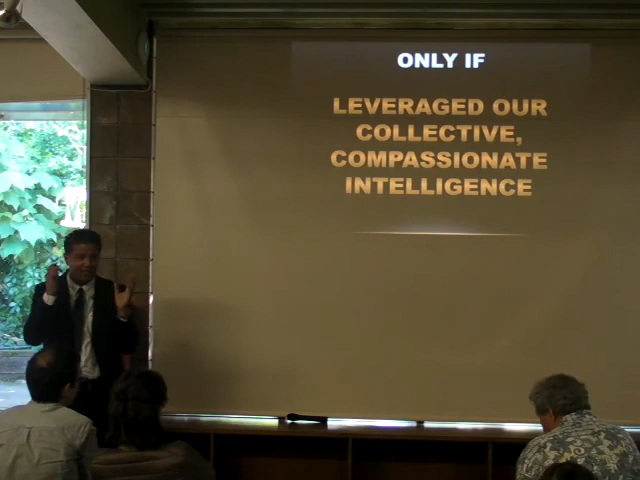 ONLY IF
LEVERAGED OUR
COLLECTIVE,
COMPASSIONATE
INTELLIGENCE